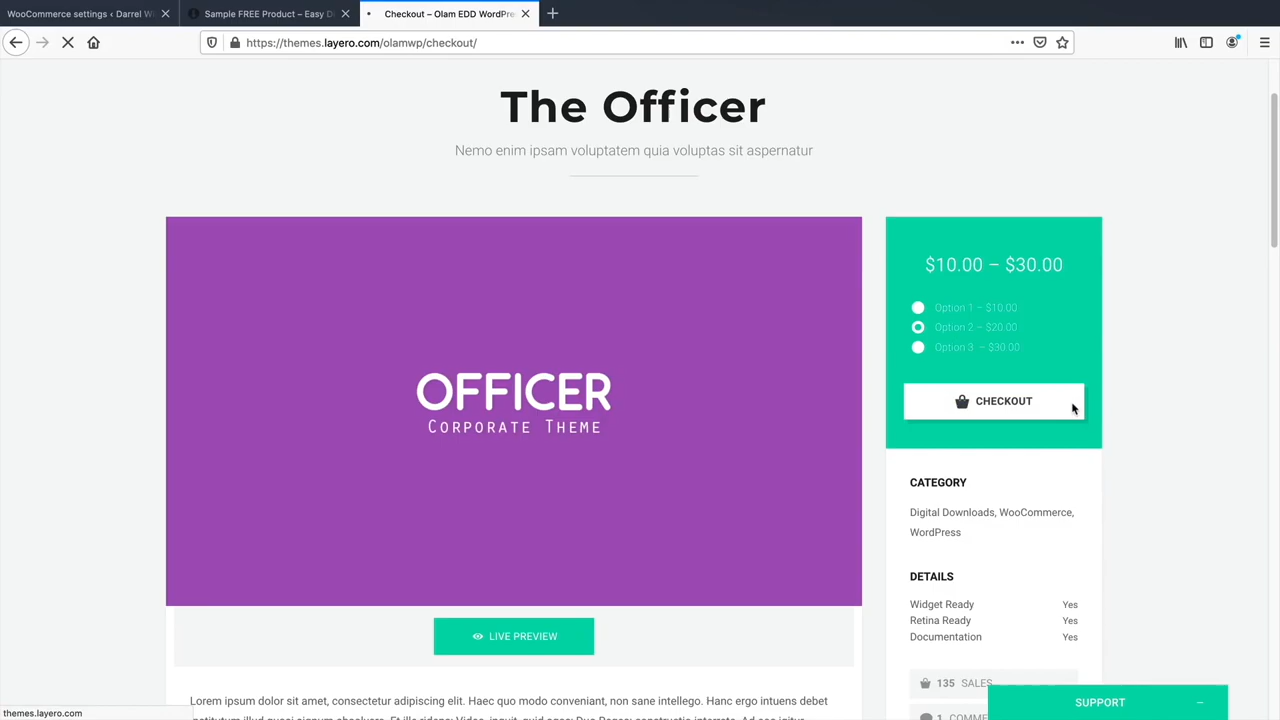 WooCommerce settings ‹ Darrel W
Sample FREE Product – Easy D
Checkout – Olam EDD WordPre
https://themes.layero.com/olamwp/checkout/
The Officer
Nemo enim ipsam voluptatem quia voluptas sit aspernatur
$10.00 – $30.00
Option 1 – $10.00
Option 2 – $20.00
Option 3 – $30.00
CHECKOUT
OFFICER
CORPORATE THEME
CATEGORY
Digital Downloads, WooCommerce,
WordPress
DETAILS
Widget Ready Yes
Retina Ready Yes
Documentation Yes
LIVE PREVIEW
135 SALES
1 COMME
SUPPORT
Lorem ipsum dolor sit amet, consectetur adipiscing elit. Haec quo modo conveniant, non sane intellego. Haec ergo intuens debent
themes.layero.com